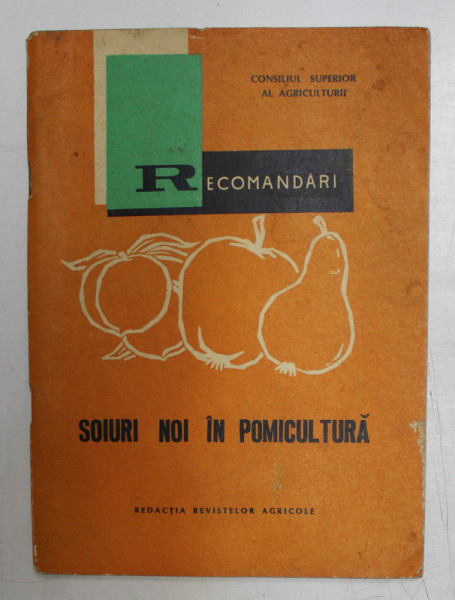 CONSILIUL SUPERIOR
AL AGRICULTURII
RECOMANDĂRI
SOIURI NOI ÎN POMICULTURĂ
REDACȚIA REVISTELOR AGRICOLE